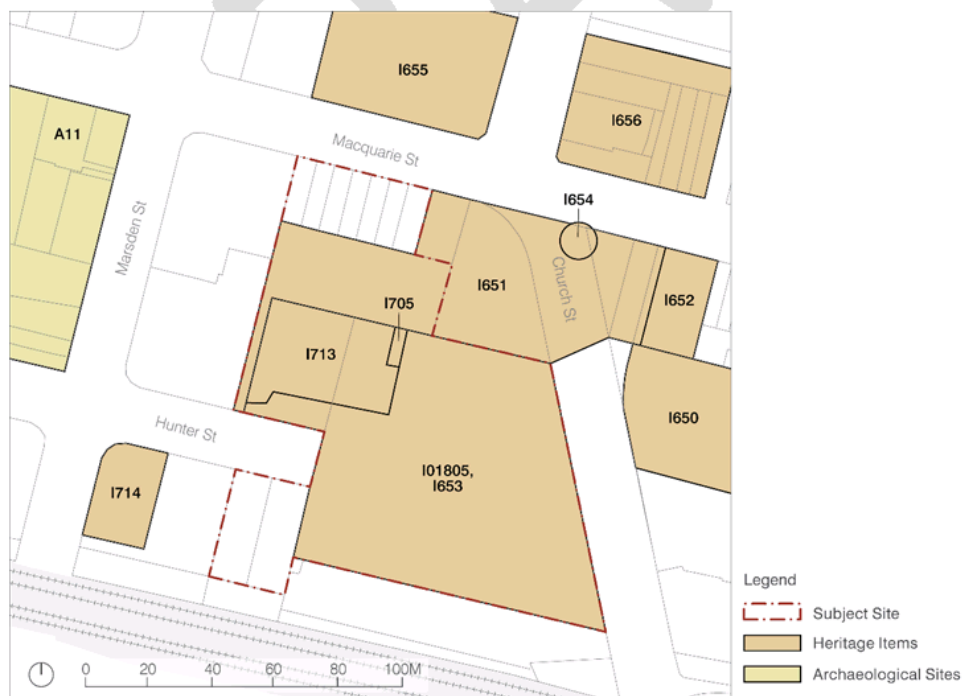 I655
A11
I656
Macquarie St
I654
Marsden St
I651
Church St
I652
I705
I713
I650
Hunter St
I01805,
I653
I714
Legend
Subject Site
Heritage Items
Archaeological Sites
0 20 40 60 80 100M